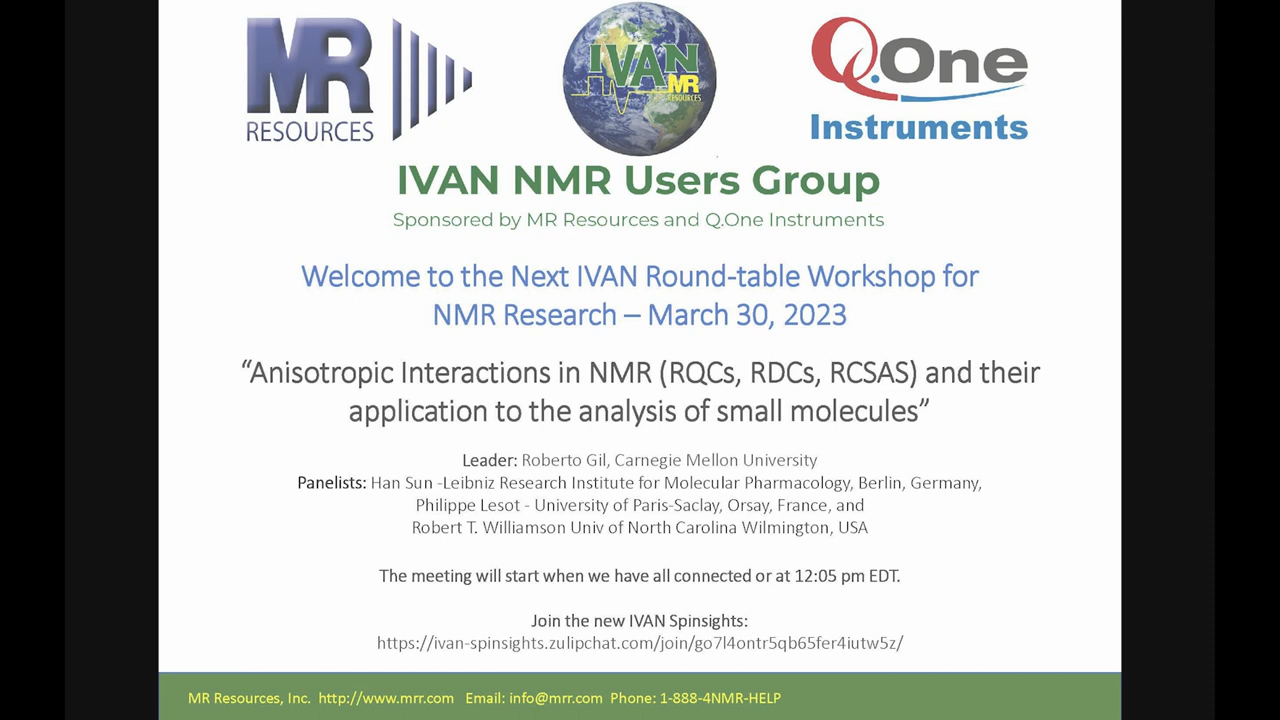 MR
RESOURCES
IVAN
MR
RESOURCES
Q.One
Instruments
IVAN NMR Users Group
Sponsored by MR Resources and Q.One Instruments
Welcome to the Next IVAN Round-table Workshop for
NMR Research – March 30, 2023
“Anisotropic Interactions in NMR (RQCs, RDCs, RCSAS) and their
application to the analysis of small molecules”
Leader: Roberto Gil, Carnegie Mellon University
Panelists: Han Sun -Leibniz Research Institute for Molecular Pharmacology, Berlin, Germany,
Philippe Lesot - University of Paris-Saclay, Orsay, France, and
Robert T. Williamson Univ of North Carolina Wilmington, USA
The meeting will start when we have all connected or at 12:05 pm EDT.
Join the new IVAN Spinsights:
https://ivan-spinsights.zulipchat.com/join/go7l4ontr5qb65fer4iutw5z/
MR Resources, Inc. http://www.mrr.com Email: info@mrr.com Phone: 1-888-4NMR-HELP